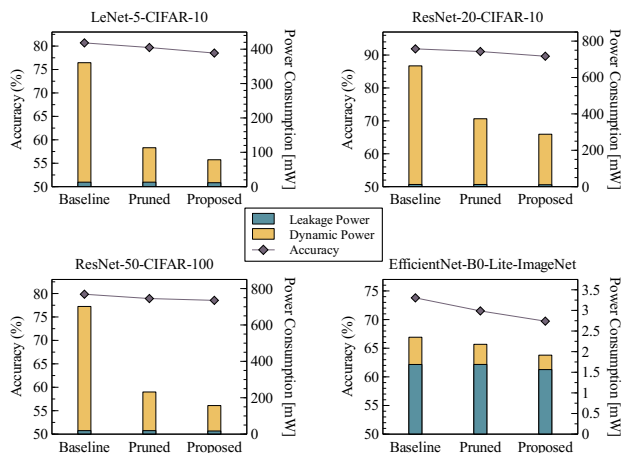 LeNet-5-CIFAR-10
Accuracy (%)
80
75
70
65
60
55
50
400
300
200
100
0
Power Consumption [mW]
Baseline Pruned Proposed
ResNet-20-CIFAR-10
Accuracy (%)
90
80
70
60
50
800
600
400
200
0
Power Consumption [mW]
Baseline Pruned Proposed
Leakage Power
Dynamic Power
Accuracy
ResNet-50-CIFAR-100
Accuracy (%)
80
75
70
65
60
55
50
800
600
400
200
0
Power Consumption [mW]
Baseline Pruned Proposed
EfficientNet-B0-Lite-ImageNet
Accuracy (%)
75
70
65
60
55
50
3.5
3
2.5
2
1.5
1
0.5
0
Power Consumption [mW]
Baseline Pruned Proposed